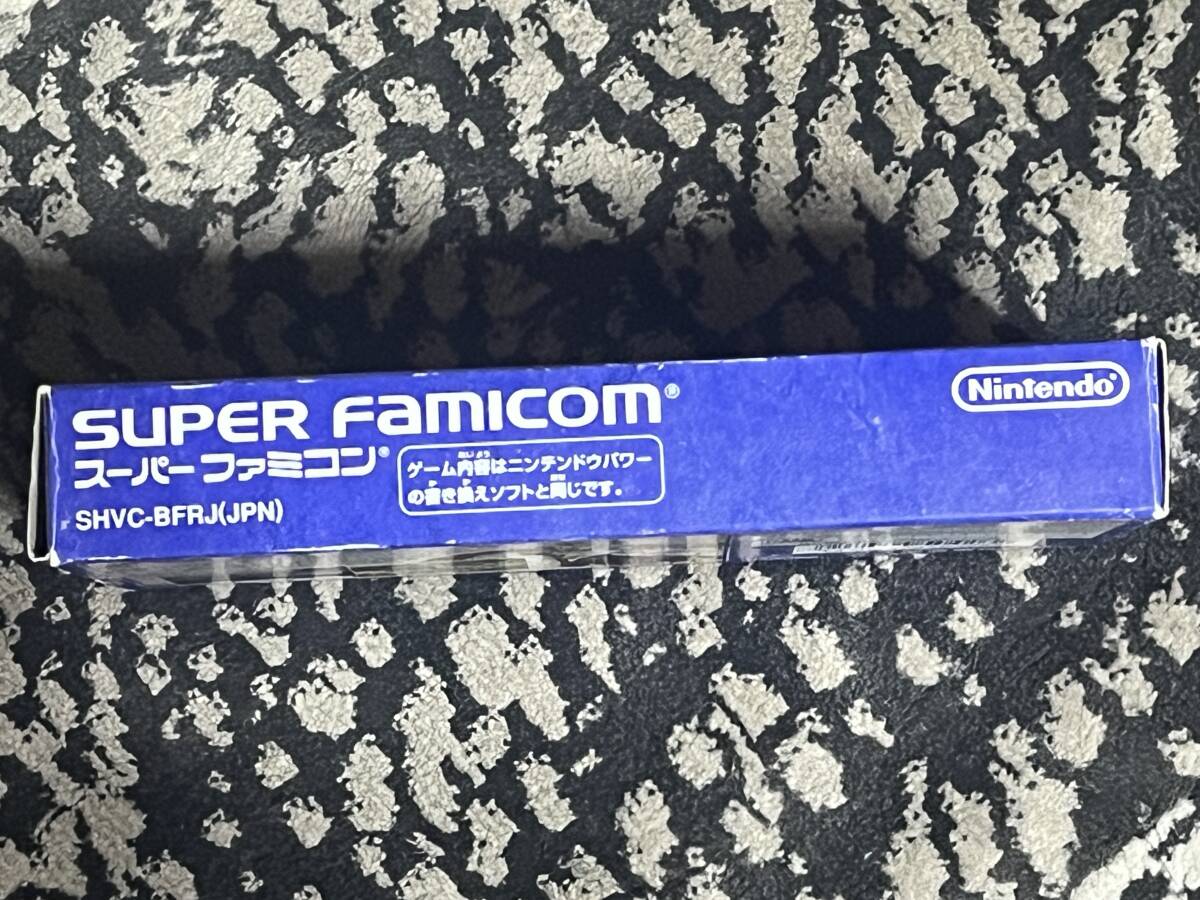 SUPER FAMICOM®
スーパーファミコン®
SHVC-BFRJ(JPN)
ゲーム内容はニンテンドウパワー
の書き換えソフトと同じです。
Nintendo®